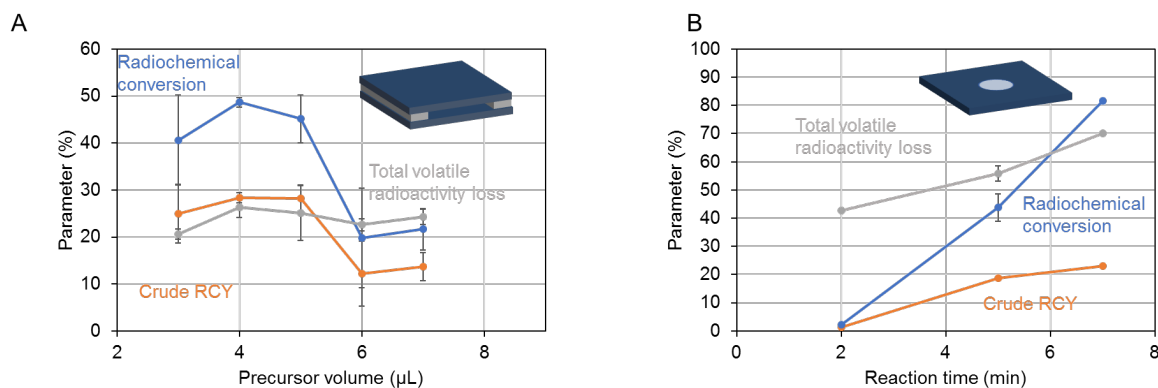 A
60
50
40
30
20
10
0
2
4
6
8
Parameter (%)
Precursor volume (µL)
Radiochemical
conversion
Total volatile
radioactivity loss
Crude RCY
B
100
90
80
70
60
50
40
30
20
10
0
0
2
4
6
8
Parameter (%)
Reaction time (min)
Total volatile
radioactivity loss
Radiochemical
conversion
Crude RCY